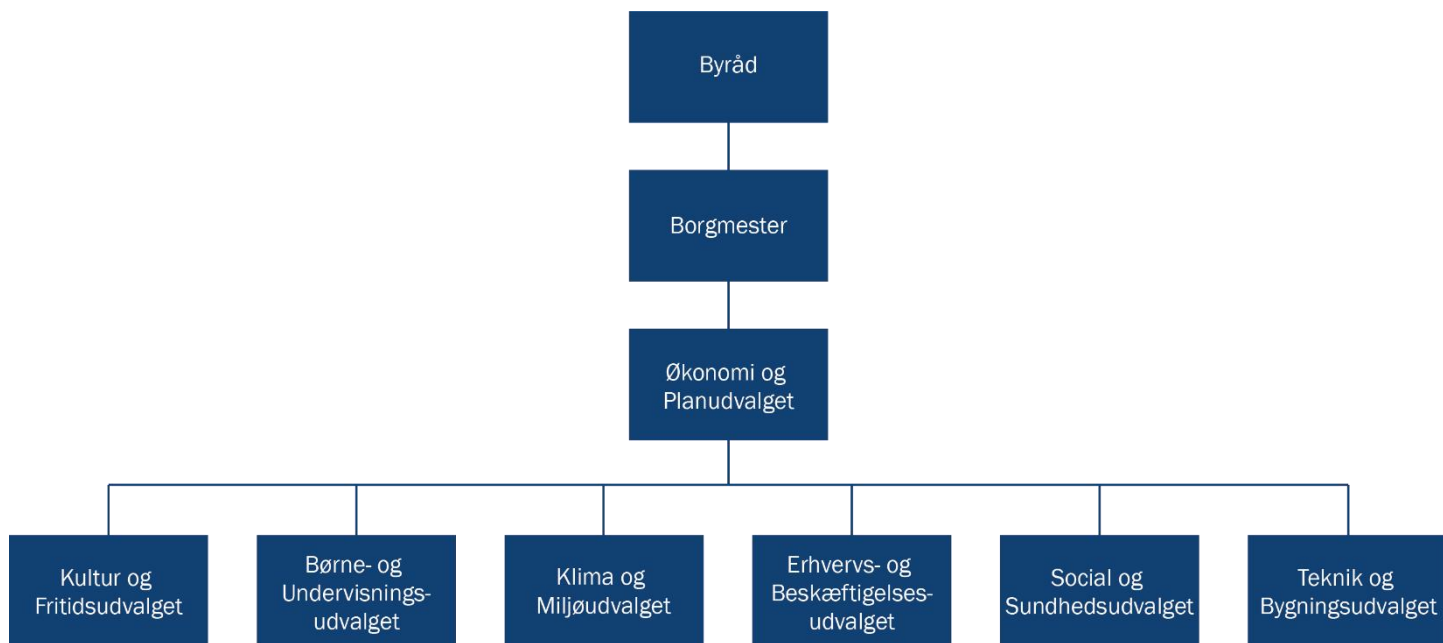 Byråd
Borgmester
Økonomi og
Planudvalget
Kultur og
Fritidsudvalget
Børne- og
Undervisnings-
udvalget
Klima og
Miljøudvalget
Erhvervs- og
Beskæftigelses-
udvalget
Social og
Sundhedsudvalget
Teknik og
Bygningsudvalget